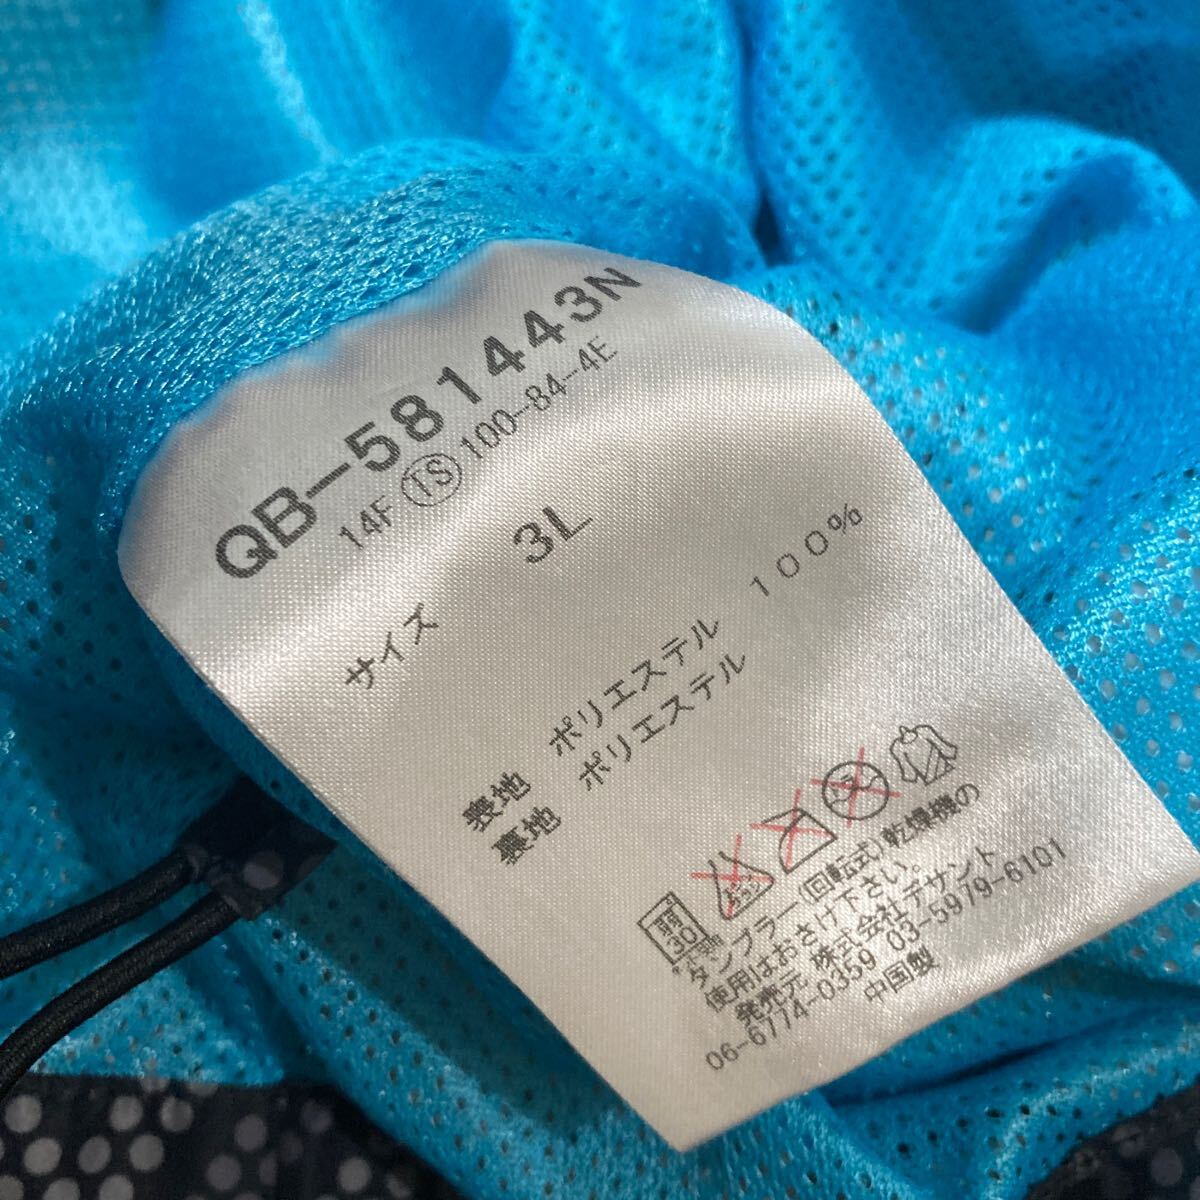 QB-581443N
14F TS 100-84-4E
サイズ 3L
表地 ポリエステル 100%
裏地 ポリエステル
弱 30
タンブラー(回転式)乾燥機の
使用はおさけ下さい。
発売元 株式会社デサント
06-6774-0359 03-5979-6101
中国製